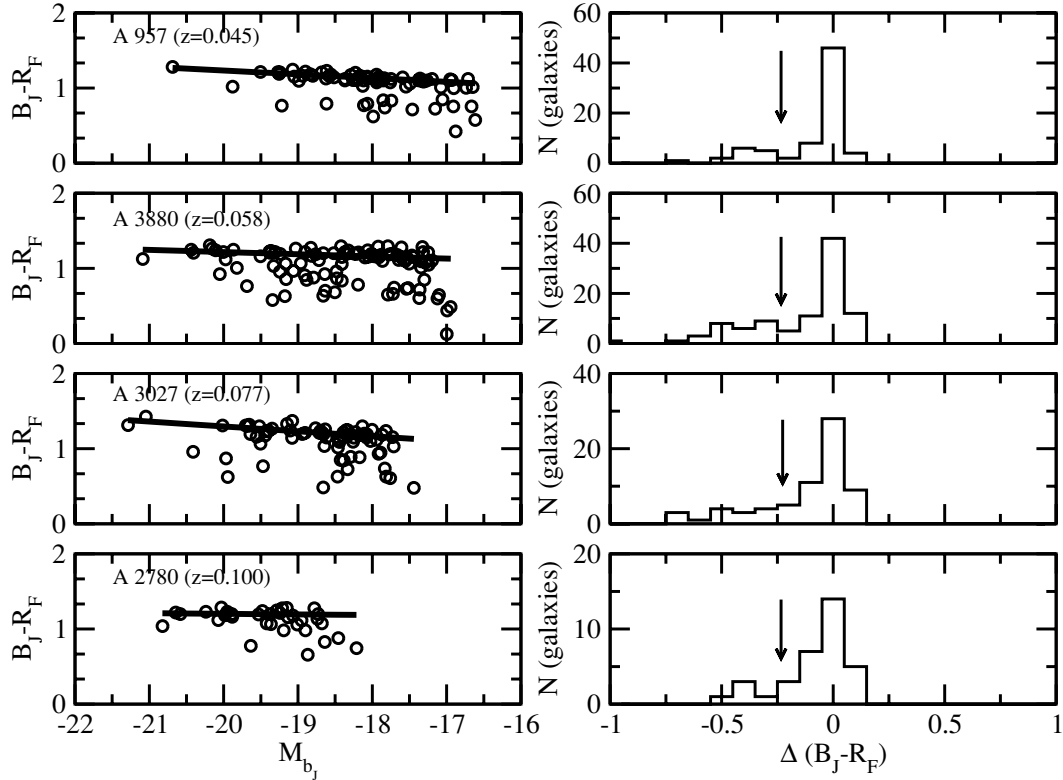 2
1
0
B_J-R_F
A 957 (z=0.045)
60
40
20
0
N (galaxies)
2
1
0
B_J-R_F
A 3880 (z=0.058)
60
40
20
0
N (galaxies)
2
1
0
B_J-R_F
A 3027 (z=0.077)
40
20
0
N (galaxies)
2
1
0
B_J-R_F
A 2780 (z=0.100)
20
10
0
N (galaxies)
-22 -21 -20 -19 -18 -17 -16
M_{b_J}
-1 -0.5 0 0.5 1
Δ (B_J-R_F)